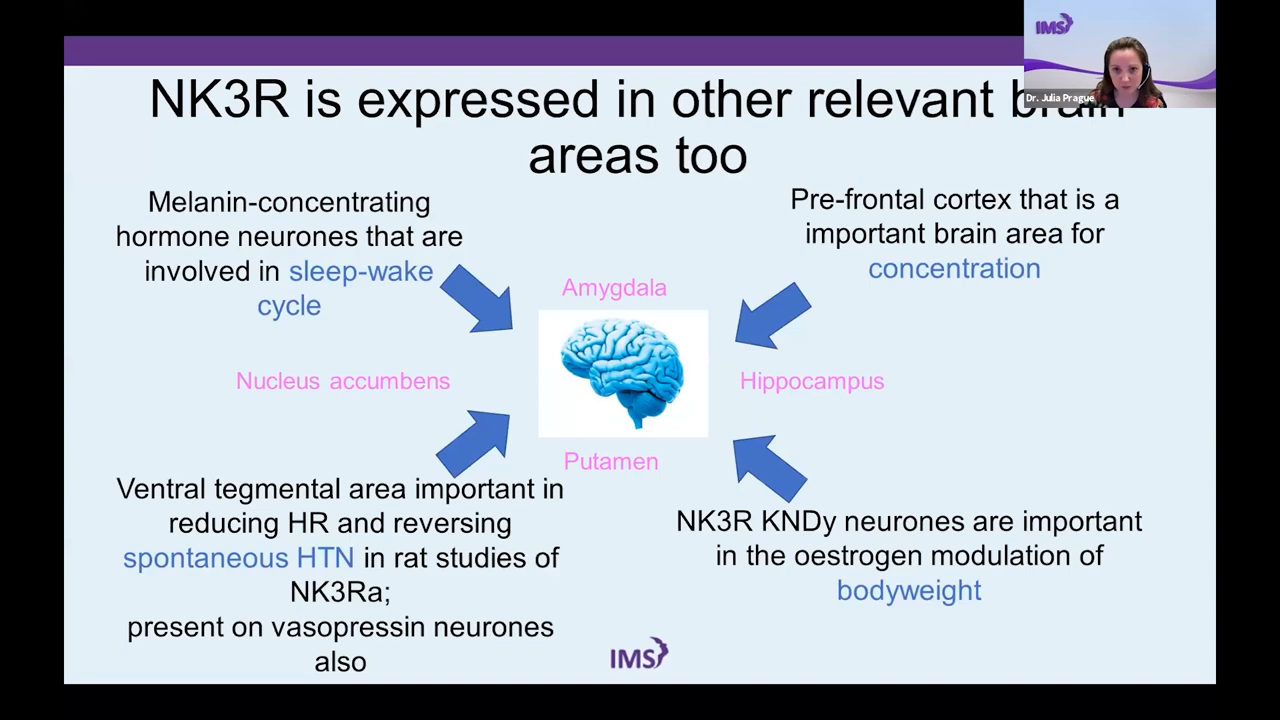 IMS
Dr. Julia Prague
NK3R is expressed in other relevant brain
areas too
Melanin-concentrating
hormone neurones that are
involved in sleep-wake
cycle
Pre-frontal cortex that is a
important brain area for
concentration
Amygdala
Nucleus accumbens
Hippocampus
Putamen
Ventral tegmental area important in
reducing HR and reversing
spontaneous HTN in rat studies of
NK3Ra;
present on vasopressin neurones
also
NK3R KNDy neurones are important
in the oestrogen modulation of
bodyweight
IMS